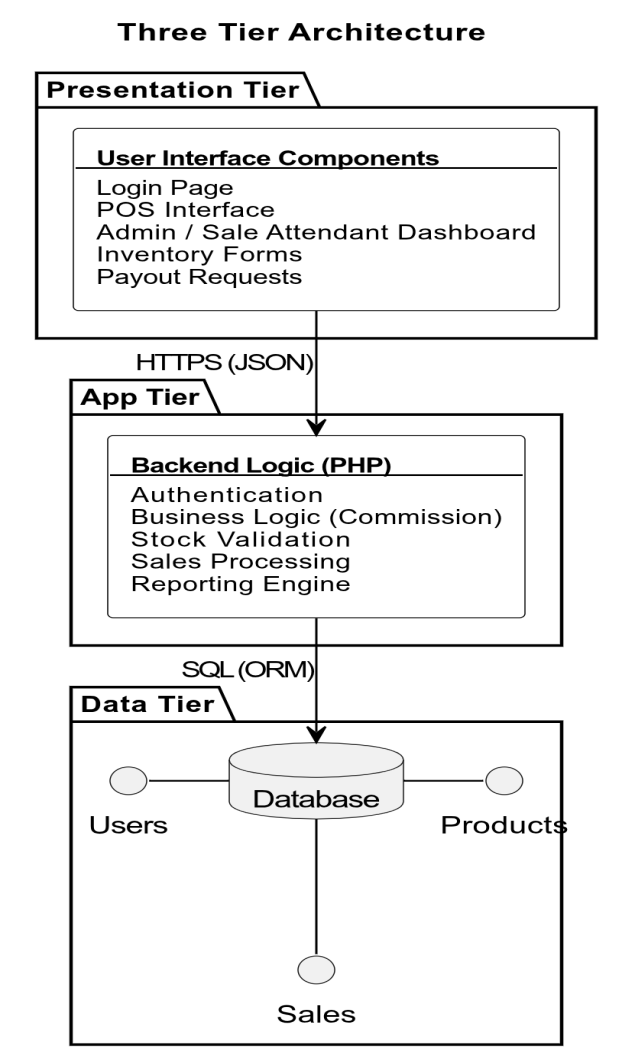 Three Tier Architecture
Presentation Tier
User Interface Components
Login Page
POS Interface
Admin / Sale Attendant Dashboard
Inventory Forms
Payout Requests
HTTPS (JSON)
App Tier
Backend Logic (PHP)
Authentication
Business Logic (Commission)
Stock Validation
Sales Processing
Reporting Engine
SQL (ORM)
Data Tier
Database
Users
Products
Sales